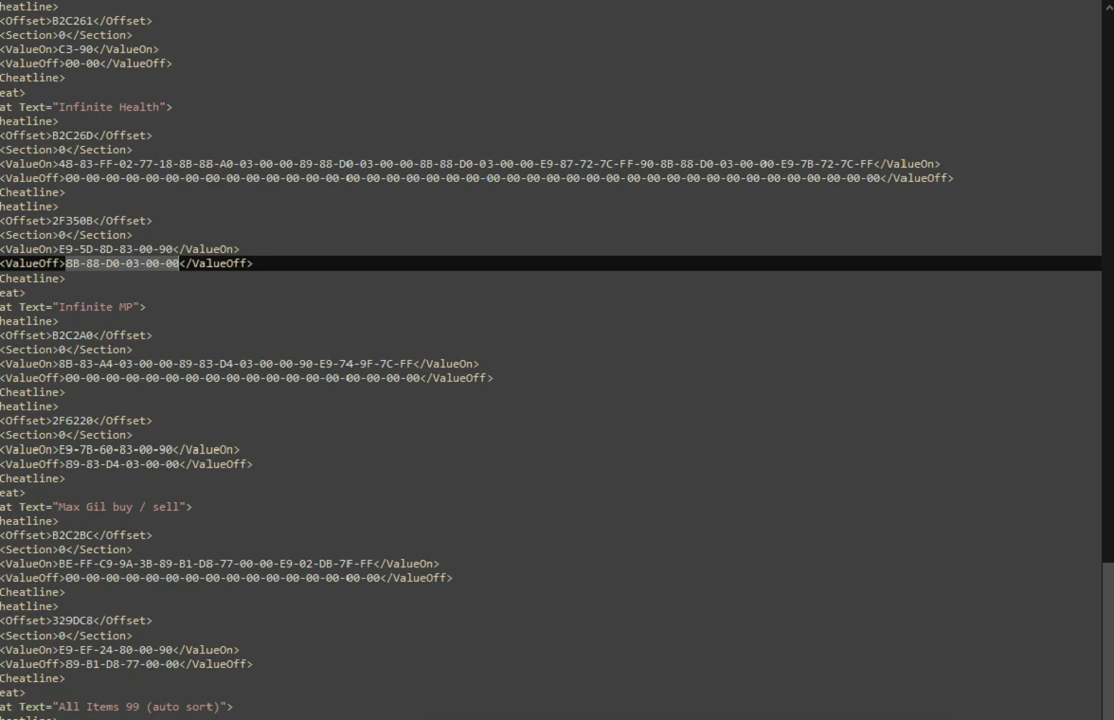 heatline>
<Offset>B2C261</Offset>
<Section>0</Section>
<ValueOn>C3-90</ValueOn>
<ValueOff>00-00</ValueOff>
Cheatline>
eat>
at Text="Infinite Health">
heatline>
<Offset>B2C26D</Offset>
<Section>0</Section>
<ValueOn>48-83-FF-02-77-18-8B-88-A0-03-00-00-89-88-D0-03-00-00-8B-88-D0-03-00-00-E9-87-72-7C-FF-90-8B-88-D0-03-00-00-E9-7B-72-7C-FF</ValueOn>
<ValueOff>00-00-00-00-00-00-00-00-00-00-00-00-00-00-00-00-00-00-00-00-00-00-00-00-00-00-00-00-00-00-00-00-00-00-00-00-00-00-00-00-00</ValueOff>
Cheatline>
heatline>
<Offset>2F350B</Offset>
<Section>0</Section>
<ValueOn>E9-5D-8D-83-00-90</ValueOn>
<ValueOff>8B-88-D0-03-00-00</ValueOff>
Cheatline>
eat>
at Text="Infinite MP">
heatline>
<Offset>B2C2A0</Offset>
<Section>0</Section>
<ValueOn>8B-83-A4-03-00-00-89-83-D4-03-00-00-90-E9-74-9F-7C-FF</ValueOn>
<ValueOff>00-00-00-00-00-00-00-00-00-00-00-00-00-00-00-00-00-00</ValueOff>
Cheatline>
heatline>
<Offset>2F6220</Offset>
<Section>0</Section>
<ValueOn>E9-7B-60-83-00-90</ValueOn>
<ValueOff>89-83-D4-03-00-00</ValueOff>
Cheatline>
eat>
at Text="Max Gil buy / sell">
heatline>
<Offset>B2C2BC</Offset>
<Section>0</Section>
<ValueOn>BE-FF-C9-9A-3B-89-B1-D8-77-00-00-E9-02-DB-7F-FF</ValueOn>
<ValueOff>00-00-00-00-00-00-00-00-00-00-00-00-00-00-00-00</ValueOff>
Cheatline>
heatline>
<Offset>329DC8</Offset>
<Section>0</Section>
<ValueOn>E9-EF-24-80-00-90</ValueOn>
<ValueOff>89-B1-D8-77-00-00</ValueOff>
Cheatline>
eat>
at Text="All Items 99 (auto sort)">